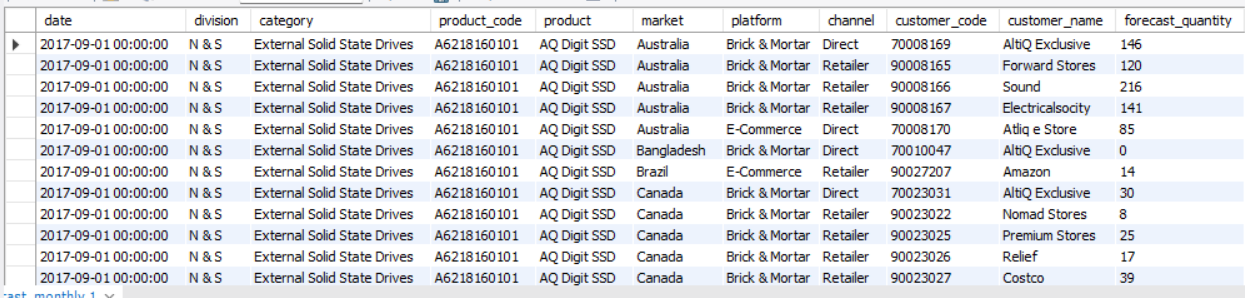 date division category product_code product market platform channel customer_code customer_name forecast_quantity
2017-09-01 00:00:00 N & S External Solid State Drives A6218160101 AQ Digit SSD Australia Brick & Mortar Direct 70008169 AltiQ Exclusive 146
2017-09-01 00:00:00 N & S External Solid State Drives A6218160101 AQ Digit SSD Australia Brick & Mortar Retailer 90008165 Forward Stores 120
2017-09-01 00:00:00 N & S External Solid State Drives A6218160101 AQ Digit SSD Australia Brick & Mortar Retailer 90008166 Sound 216
2017-09-01 00:00:00 N & S External Solid State Drives A6218160101 AQ Digit SSD Australia Brick & Mortar Retailer 90008167 Electricalsocity 141
2017-09-01 00:00:00 N & S External Solid State Drives A6218160101 AQ Digit SSD Australia E-Commerce Direct 70008170 Atliq e Store 85
2017-09-01 00:00:00 N & S External Solid State Drives A6218160101 AQ Digit SSD Bangladesh Brick & Mortar Direct 70010047 AltiQ Exclusive 0
2017-09-01 00:00:00 N & S External Solid State Drives A6218160101 AQ Digit SSD Brazil E-Commerce Retailer 90027207 Amazon 14
2017-09-01 00:00:00 N & S External Solid State Drives A6218160101 AQ Digit SSD Canada Brick & Mortar Direct 70023031 AltiQ Exclusive 30
2017-09-01 00:00:00 N & S External Solid State Drives A6218160101 AQ Digit SSD Canada Brick & Mortar Retailer 90023022 Nomad Stores 8
2017-09-01 00:00:00 N & S External Solid State Drives A6218160101 AQ Digit SSD Canada Brick & Mortar Retailer 90023025 Premium Stores 25
2017-09-01 00:00:00 N & S External Solid State Drives A6218160101 AQ Digit SSD Canada Brick & Mortar Retailer 90023026 Relief 17
2017-09-01 00:00:00 N & S External Solid State Drives A6218160101 AQ Digit SSD Canada Brick & Mortar Retailer 90023027 Costco 39